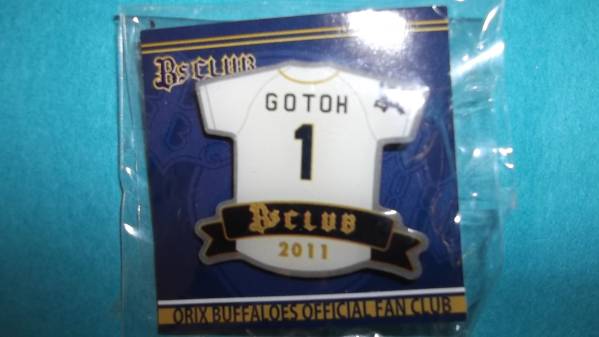 Bs CLUB
GOTOH
1
Bs CLUB
2011
ORIX BUFFALOES OFFICIAL FAN CLUB